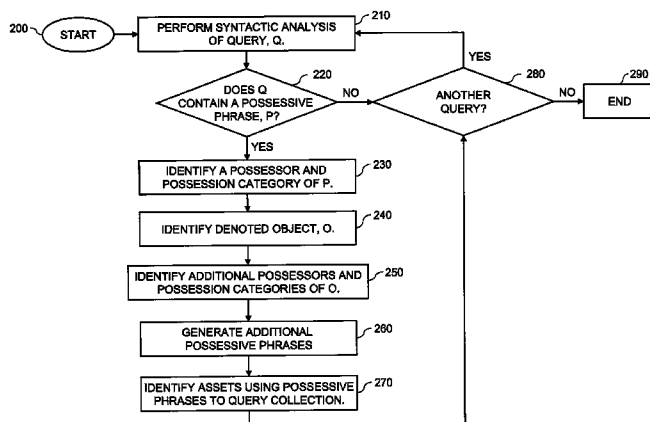 200
START
PERFORM SYNTACTIC ANALYSIS
OF QUERY, Q.
210
DOES Q
CONTAIN A POSSESSIVE
PHRASE, P?
220
NO
YES
ANOTHER
QUERY?
280
YES
NO
290
END
IDENTIFY A POSSESSOR AND
POSSESSION CATEGORY OF P.
230
IDENTIFY DENOTED OBJECT, O.
240
IDENTIFY ADDITIONAL POSSESSORS AND
POSSESSION CATEGORIES OF O.
250
GENERATE ADDITIONAL
POSSESSIVE PHRASES
260
IDENTIFY ASSETS USING POSSESSIVE
PHRASES TO QUERY COLLECTION.
270